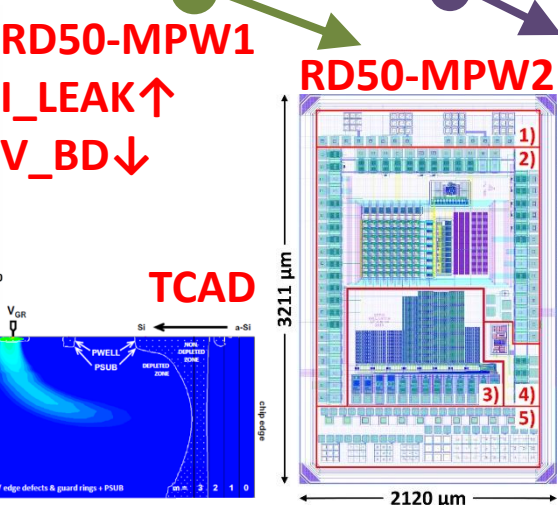 RD50-MPW1
I_LEAK↑
V_BD↓
RD50-MPW2
1)
2)
3)
4)
5)
3211 µm
2120 µm
TCAD
V_GR
Si
a-Si
PWELL
PSUB
NON-
DEPLETED
ZONE
DEPLETED
ZONE
chip edge
edge defects & guard rings + PSUB
m = 3 2 1 0